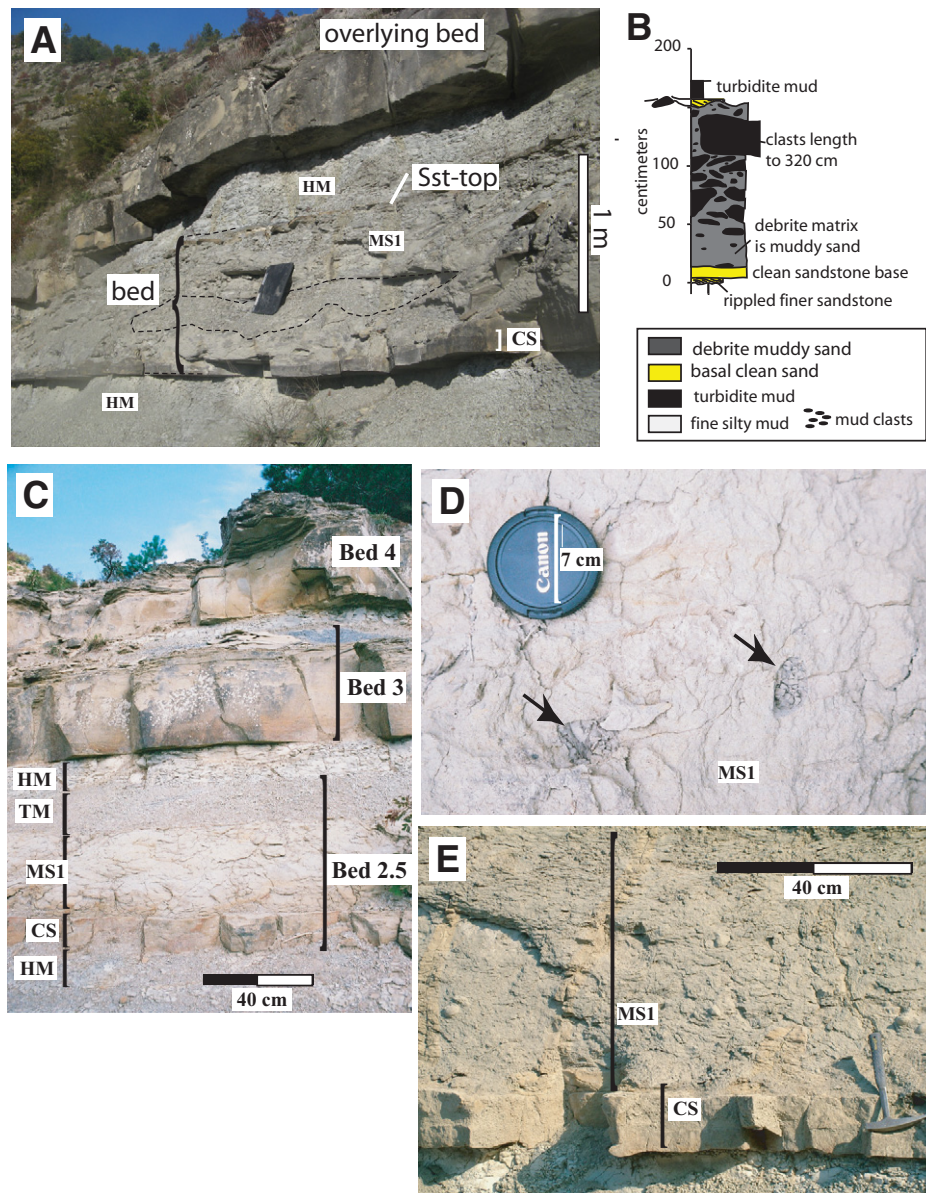 A
overlying bed
HM
Sst-top
MS1
1 m
bed
CS
HM
B
200
turbidite mud
clasts length
to 320 cm
100
centimeters
50
debrite matrix
is muddy sand
clean sandstone base
0
rippled finer sandstone
debrite muddy sand
basal clean sand
turbidite mud
fine silty mud
mud clasts
C
Bed 4
Bed 3
HM
TM
MS1
Bed 2.5
CS
HM
40 cm
D
Canon
7 cm
MS1
E
40 cm
MS1
CS